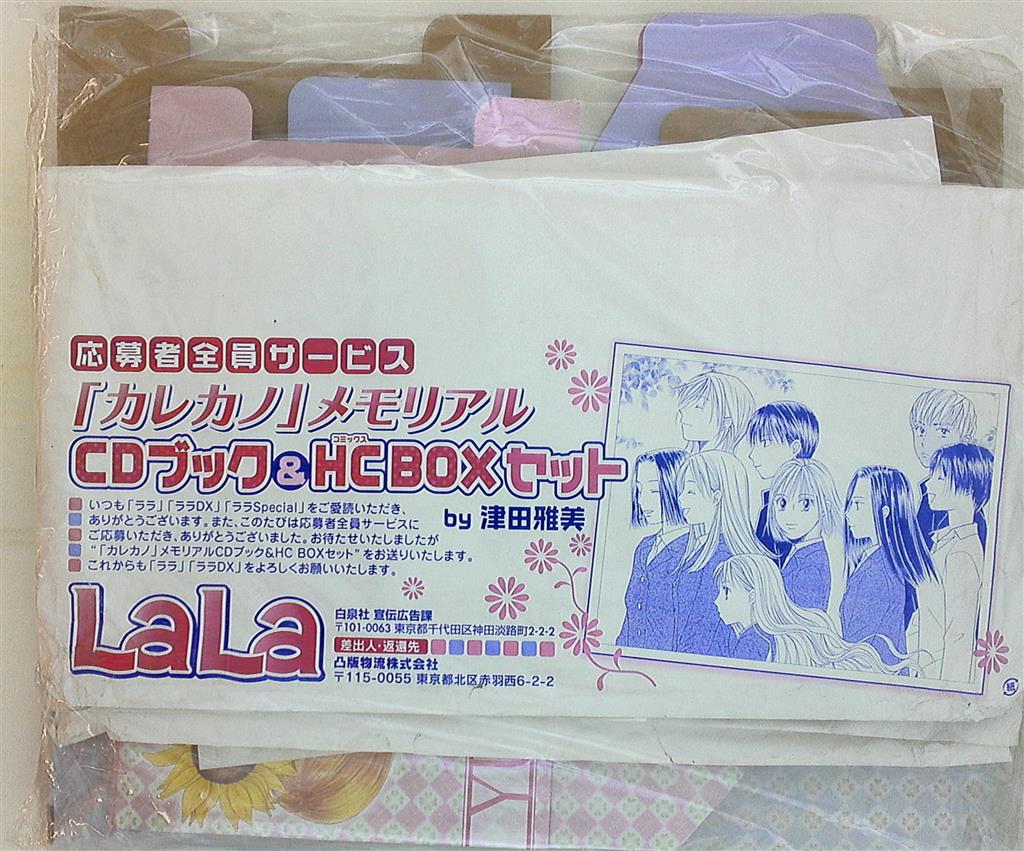 応募者全員サービス
「カレカノ」メモリアル
コミックス
CDブック&HC BOXセット
by 津田雅美
いつも「ララ」「ララDX」「ララSpecial」をご愛読いただき、
ありがとうございます。また、このたびは応募者全員サービスに
ご応募いただき、ありがとうございました。お待たせいたしましたが
“「カレカノ」メモリアルCDブック&HC BOXセット”をお送りいたします。
これからも「ララ」「ララDX」をよろしくお願いいたします。
LaLa
白泉社 宣伝広告課
〒101-0063 東京都千代田区神田淡路町2-2-2
差出人・返還先
凸版物流株式会社
〒115-0055 東京都北区赤羽西6-2-2
紙